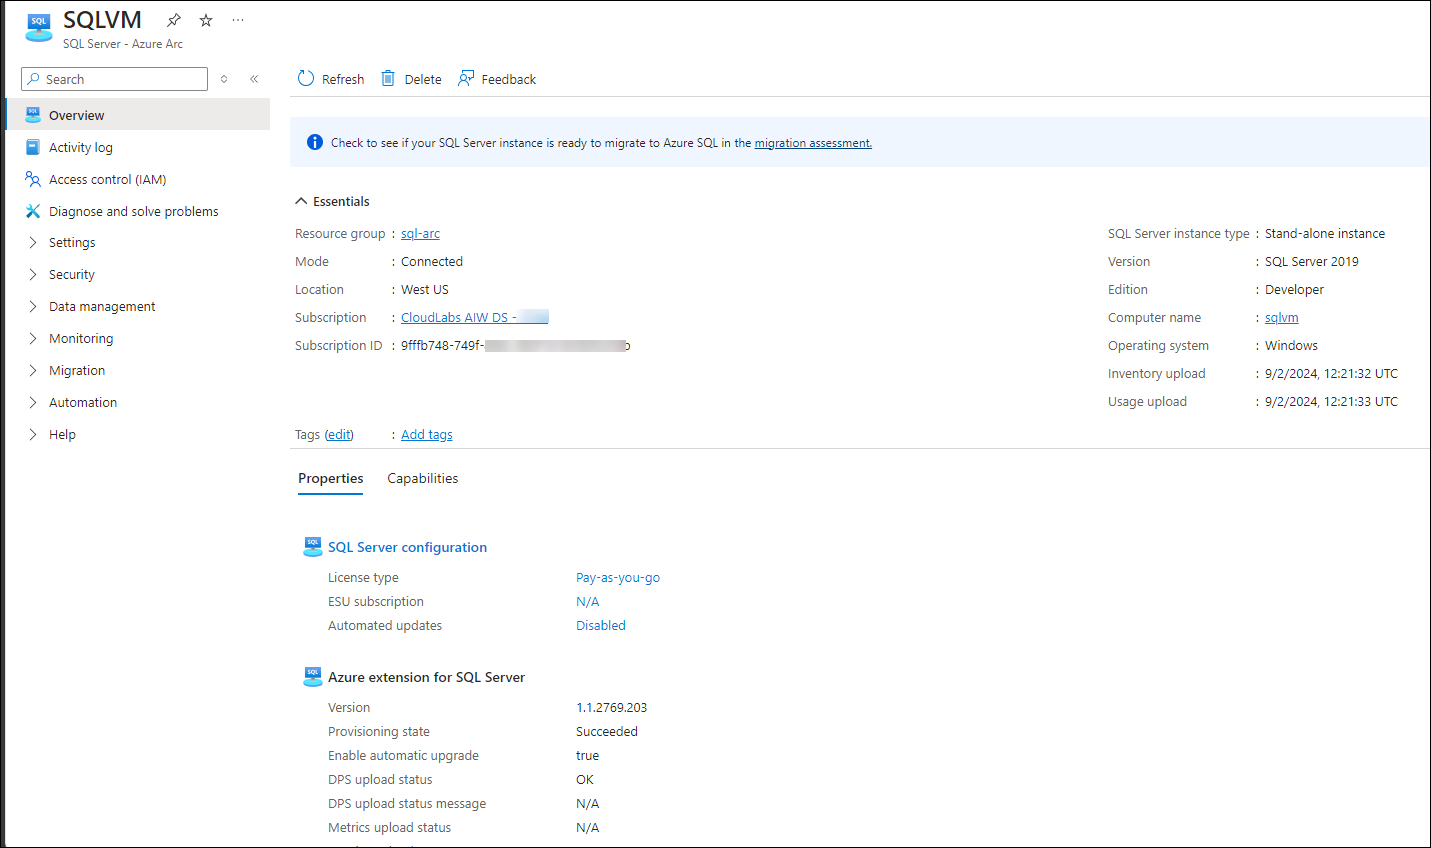 SQLVM
SQL Server - Azure Arc
Search
Refresh Delete Feedback
Overview
Activity log
Access control (IAM)
Diagnose and solve problems
Settings
Security
Data management
Monitoring
Migration
Automation
Help
Check to see if your SQL Server instance is ready to migrate to Azure SQL in the migration assessment.
Essentials
Resource group : sql-arc
Mode : Connected
Location : West US
Subscription : CloudLabs AIW DS -
Subscription ID : 9fffb748-749f-
SQL Server instance type : Stand-alone instance
Version : SQL Server 2019
Edition : Developer
Computer name : sqlvm
Operating system : Windows
Inventory upload : 9/2/2024, 12:21:32 UTC
Usage upload : 9/2/2024, 12:21:33 UTC
Tags (edit) : Add tags
Properties Capabilities
SQL Server configuration
License type Pay-as-you-go
ESU subscription N/A
Automated updates Disabled
Azure extension for SQL Server
Version 1.1.2769.203
Provisioning state Succeeded
Enable automatic upgrade true
DPS upload status OK
DPS upload status message N/A
Metrics upload status N/A